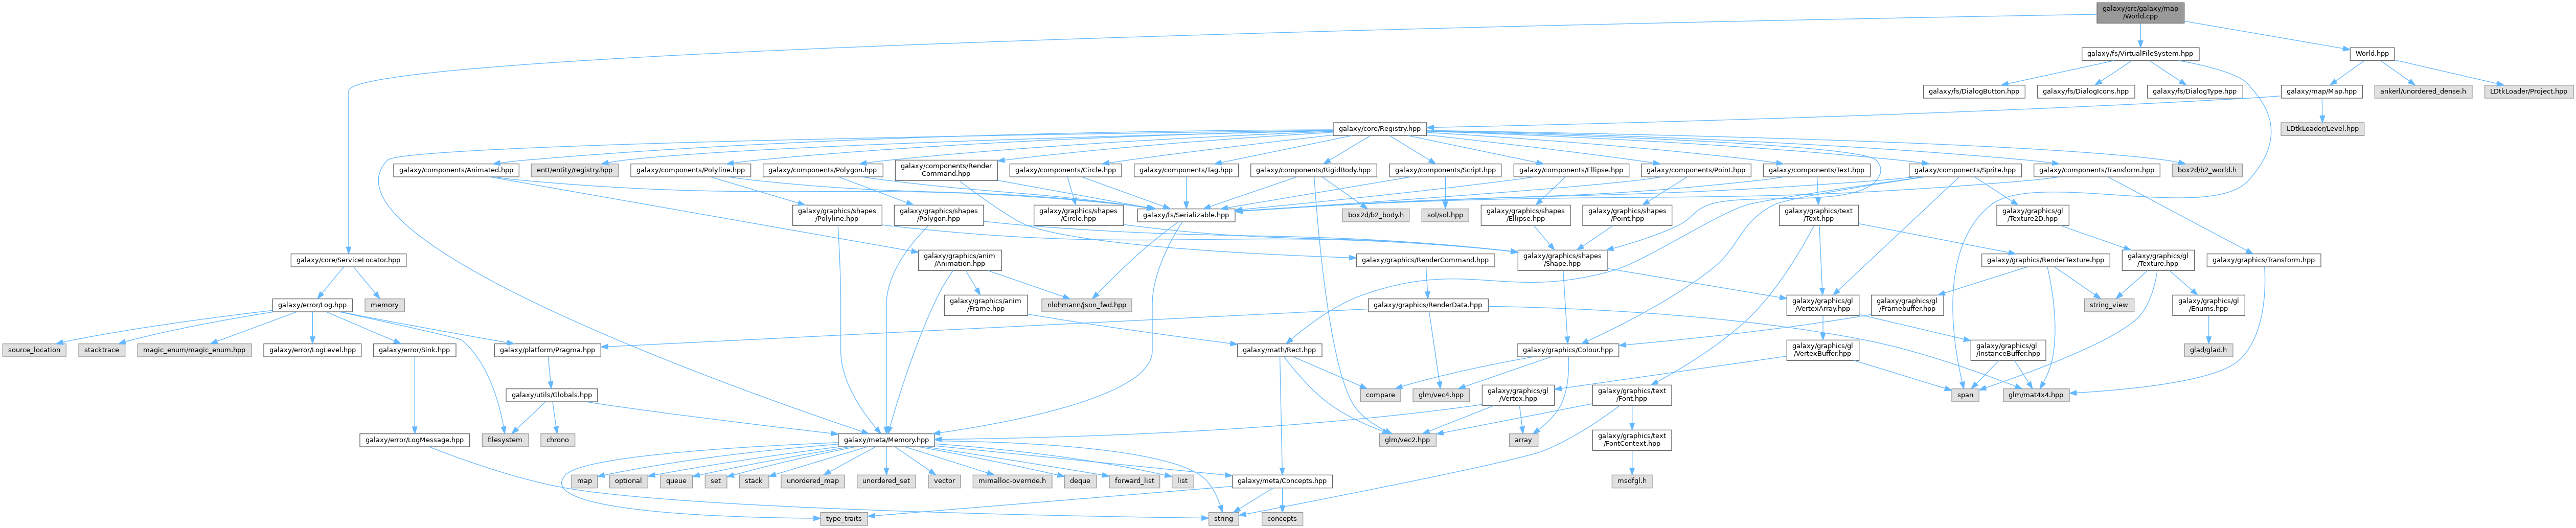 galaxy/src/galaxy/map
/World.cpp
galaxy/fs/VirtualFileSystem.hpp
World.hpp
galaxy/fs/DialogButton.hpp
galaxy/fs/DialogIcons.hpp
galaxy/fs/DialogType.hpp
galaxy/map/Map.hpp
ankerl/unordered_dense.h
LDtkLoader/Project.hpp
galaxy/core/Registry.hpp
LDtkLoader/Level.hpp
galaxy/components/Animated.hpp
entt/entity/registry.hpp
galaxy/components/Polyline.hpp
galaxy/components/Polygon.hpp
galaxy/components/Render
Command.hpp
galaxy/components/Circle.hpp
galaxy/components/Tag.hpp
galaxy/components/RigidBody.hpp
galaxy/components/Script.hpp
galaxy/components/Ellipse.hpp
galaxy/components/Point.hpp
galaxy/components/Text.hpp
galaxy/components/Sprite.hpp
galaxy/components/Transform.hpp
box2d/b2_world.h
galaxy/graphics/shapes
/Polyline.hpp
galaxy/graphics/shapes
/Polygon.hpp
galaxy/graphics/shapes
/Circle.hpp
galaxy/fs/Serializable.hpp
box2d/b2_body.h
sol/sol.hpp
galaxy/graphics/shapes
/Ellipse.hpp
galaxy/graphics/shapes
/Point.hpp
galaxy/graphics/text
/Text.hpp
galaxy/graphics/gl
/Texture2D.hpp
galaxy/core/ServiceLocator.hpp
galaxy/graphics/anim
/Animation.hpp
galaxy/graphics/RenderCommand.hpp
galaxy/graphics/shapes
/Shape.hpp
galaxy/graphics/RenderTexture.hpp
galaxy/graphics/gl
/Texture.hpp
galaxy/graphics/Transform.hpp
galaxy/error/Log.hpp
memory
galaxy/graphics/anim
/Frame.hpp
nlohmann/json_fwd.hpp
galaxy/graphics/RenderData.hpp
galaxy/graphics/gl
/VertexArray.hpp
galaxy/graphics/gl
/Framebuffer.hpp
string_view
galaxy/graphics/gl
/Enums.hpp
source_location
stacktrace
magic_enum/magic_enum.hpp
galaxy/error/LogLevel.hpp
galaxy/error/Sink.hpp
galaxy/platform/Pragma.hpp
galaxy/math/Rect.hpp
galaxy/graphics/Colour.hpp
galaxy/graphics/gl
/VertexBuffer.hpp
galaxy/graphics/gl
/InstanceBuffer.hpp
glad/glad.h
galaxy/utils/Globals.hpp
compare
glm/vec4.hpp
galaxy/graphics/gl
/Vertex.hpp
galaxy/graphics/text
/Font.hpp
span
glm/mat4x4.hpp
galaxy/error/LogMessage.hpp
filesystem
chrono
galaxy/meta/Memory.hpp
glm/vec2.hpp
array
galaxy/graphics/text
/FontContext.hpp
map
optional
queue
set
stack
unordered_map
unordered_set
vector
mimalloc-override.h
deque
forward_list
list
galaxy/meta/Concepts.hpp
msdfgl.h
type_traits
string
concepts